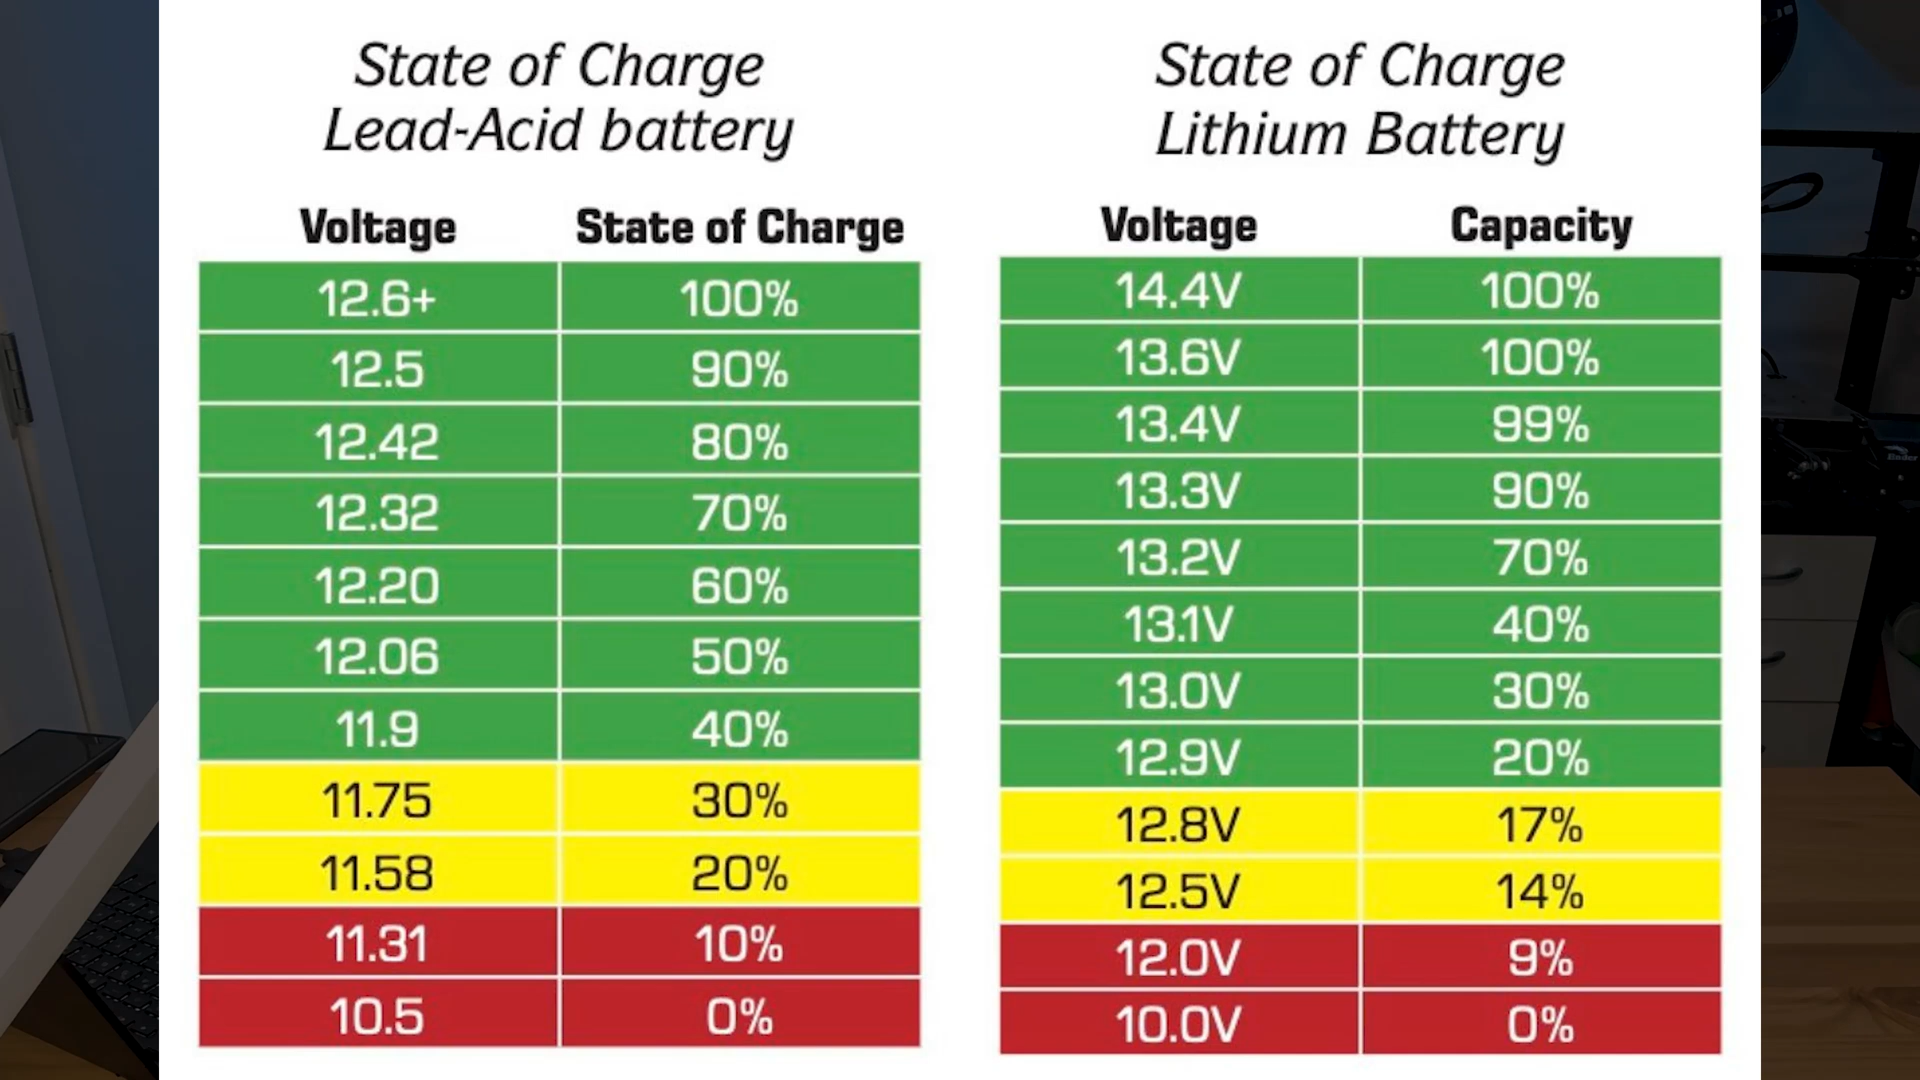 State of Charge
Lead-Acid battery
Voltage State of Charge
12.6+ 100%
12.5 90%
12.42 80%
12.32 70%
12.20 60%
12.06 50%
11.9 40%
11.75 30%
11.58 20%
11.31 10%
10.5 0%
State of Charge
Lithium Battery
Voltage Capacity
14.4V 100%
13.6V 100%
13.4V 99%
13.3V 90%
13.2V 70%
13.1V 40%
13.0V 30%
12.9V 20%
12.8V 17%
12.5V 14%
12.0V 9%
10.0V 0%
Ender